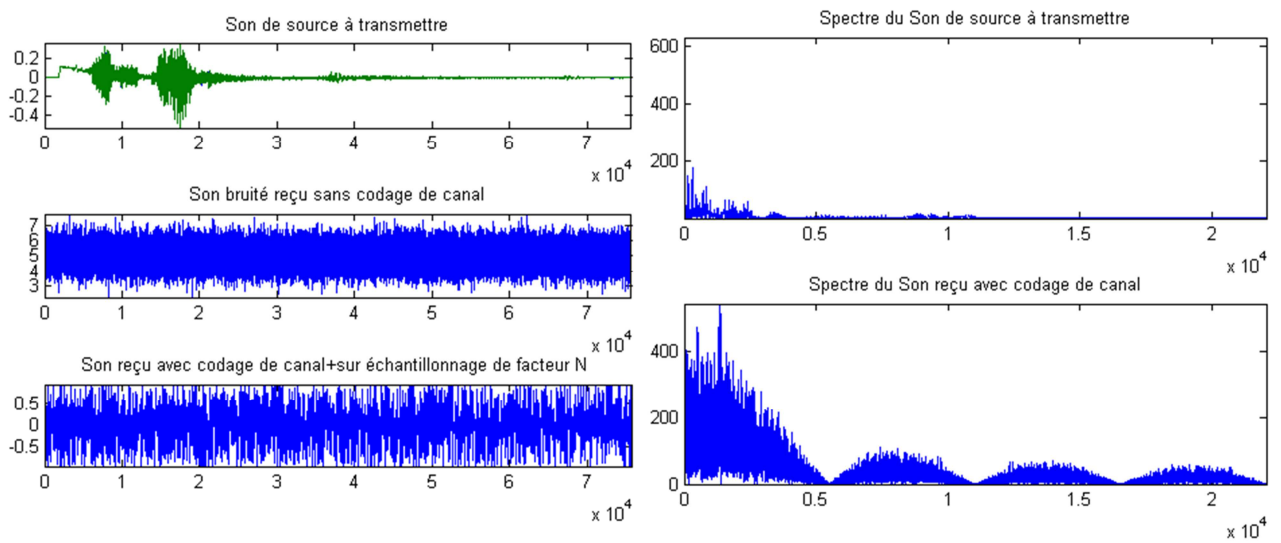 Son de source à transmettre
0.2
0
-0.2
-0.4
0 1 2 3 4 5 6 7
x 10^4
Son bruité reçu sans codage de canal
7
6
5
4
3
0 1 2 3 4 5 6 7
x 10^4
Son reçu avec codage de canal+sur échantillonnage de facteur N
0.5
0
-0.5
0 1 2 3 4 5 6 7
x 10^4
Spectre du Son de source à transmettre
600
400
200
0 0.5 1 1.5 2
x 10^4
Spectre du Son reçu avec codage de canal
400
200
0
0 0.5 1 1.5 2
x 10^4